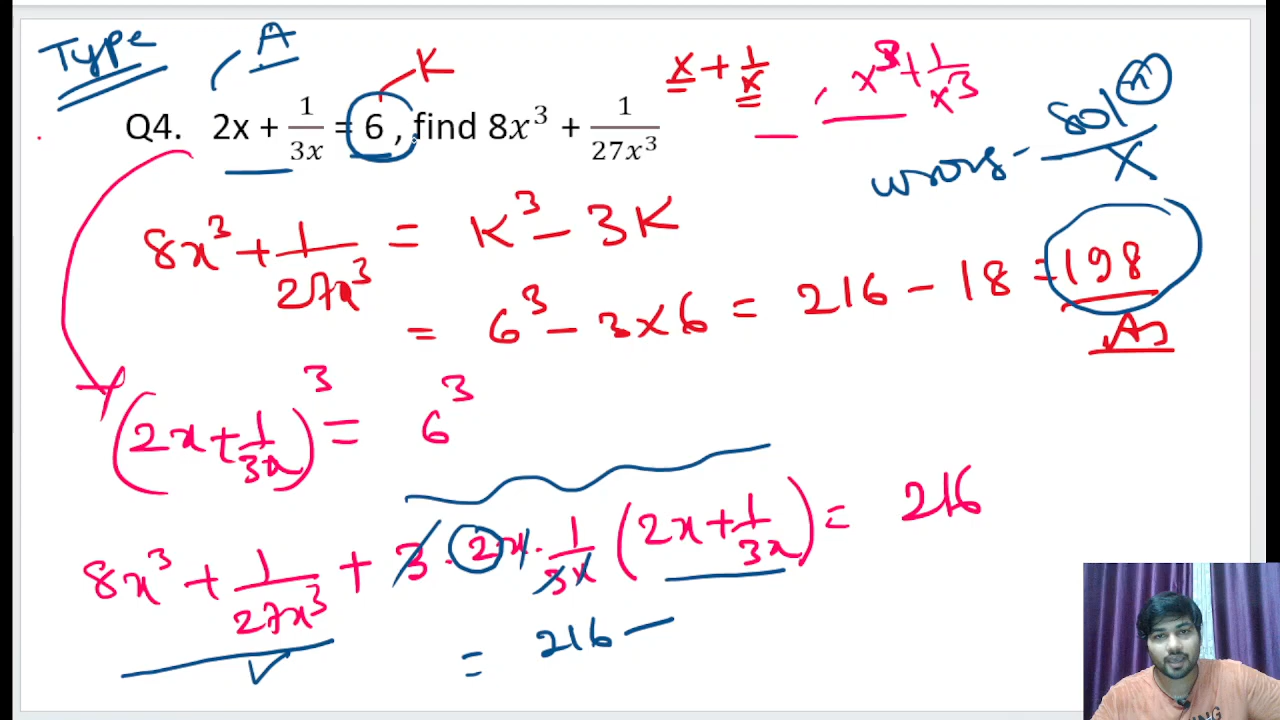 Type
A
K
x + 1/x
x³ + 1/x³
solⁿ
wrong - X
Q4. 2x + 1/3x = 6 , find 8x³ + 1/27x³
8x³ + 1/27x³ = K³ - 3K
= 6³ - 3×6 = 216 - 18 = 198
(2x + 1/3x)³ = 6³
8x³ + 1/27x³ + 3 · 2x · 1/3x (2x + 1/3x) = 216
= 216 -